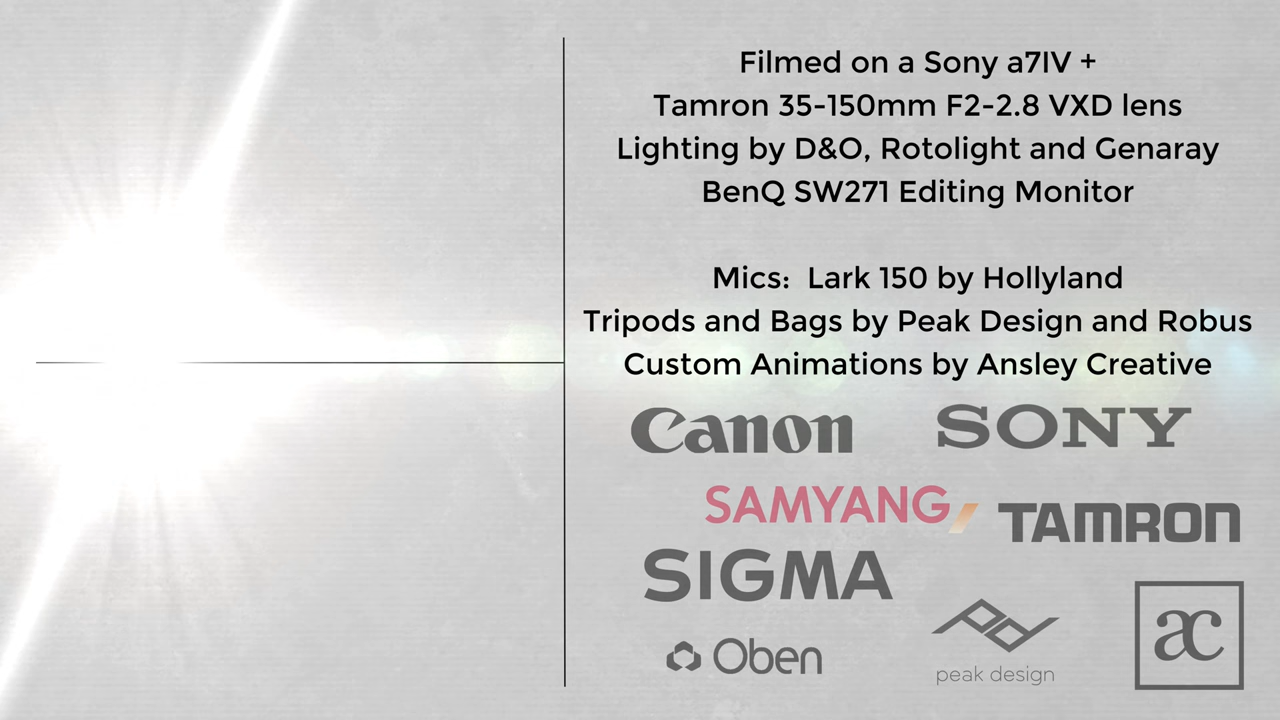 Filmed on a Sony a7IV +
Tamron 35-150mm F2-2.8 VXD lens
Lighting by D&O, Rotolight and Genaray
BenQ SW271 Editing Monitor
Mics:  Lark 150 by Hollyland
Tripods and Bags by Peak Design and Robus
Custom Animations by Ansley Creative
Canon SONY
SAMYANG TAMRON
SIGMA
Oben peak design ac